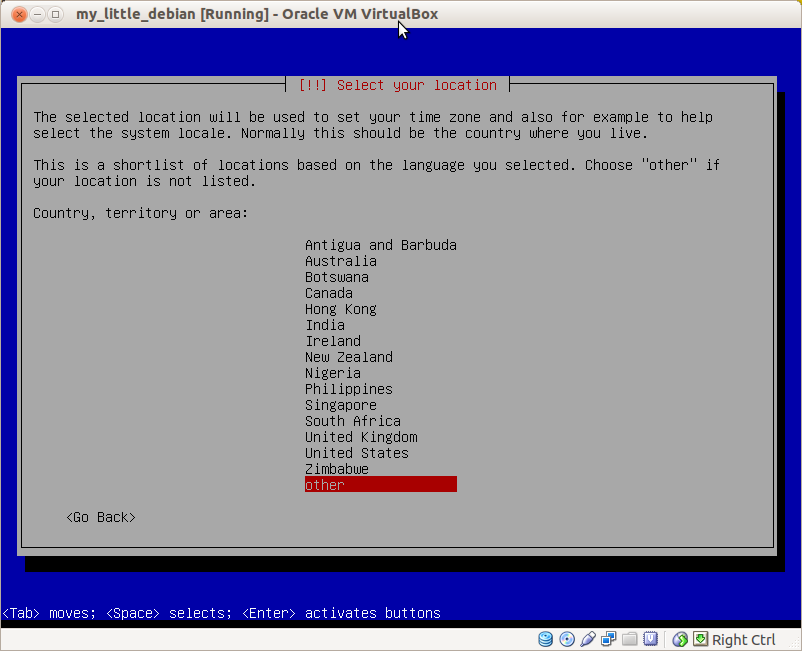 my_little_debian [Running] - Oracle VM VirtualBox
[!!] Select your location
The selected location will be used to set your time zone and also for example to help
select the system locale. Normally this should be the country where you live.
This is a shortlist of locations based on the language you selected. Choose "other" if
your location is not listed.
Country, territory or area:
Antigua and Barbuda
Australia
Botswana
Canada
Hong Kong
India
Ireland
New Zealand
Nigeria
Philippines
Singapore
South Africa
United Kingdom
United States
Zimbabwe
other
<Go Back>
<Tab> moves; <Space> selects; <Enter> activates buttons
Right Ctrl